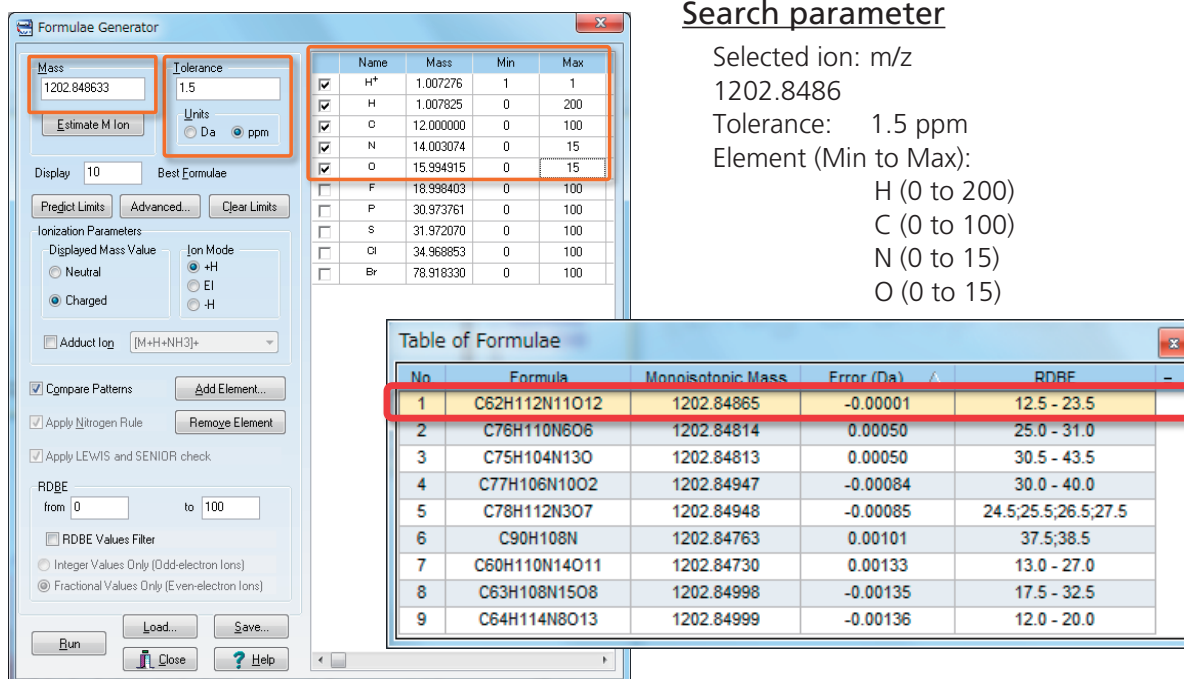 Formulae Generator
x
Mass
1202.848633
Estimate M Ion
Tolerance
1.5
Units
Da ppm
Display 10 Best Formulae
Predict Limits Advanced... Clear Limits
Ionization Parameters
Displayed Mass Value
Neutral
Charged
Ion Mode
+H
EI
-H
Adduct Ion [M+H+NH3]+
Compare Patterns Add Element...
Apply Nitrogen Rule Remove Element
Apply LEWIS and SENIOR check
RDBE
from 0 to 100
RDBE Values Filter
Integer Values Only (Odd-electron Ions)
Fractional Values Only (Even-electron Ions)
Run Load... Save...
Close ? Help
Name Mass Min Max
H+ 1.007276 1 1
H 1.007825 0 200
C 12.000000 0 100
N 14.003074 0 15
O 15.994915 0 15
F 18.998403 0 100
P 30.973761 0 100
S 31.972070 0 100
Cl 34.968853 0 100
Br 78.918330 0 100
Search parameter
Selected ion: m/z
1202.8486
Tolerance: 1.5 ppm
Element (Min to Max):
H (0 to 200)
C (0 to 100)
N (0 to 15)
O (0 to 15)
Table of Formulae x
No Formula Monoisotopic Mass Error (Da) RDBE
1 C62H112N11O12 1202.84865 -0.00001 12.5 - 23.5
2 C76H110N6O6 1202.84814 0.00050 25.0 - 31.0
3 C75H104N13O 1202.84813 0.00050 30.5 - 43.5
4 C77H106N10O2 1202.84947 -0.00084 30.0 - 40.0
5 C78H112N3O7 1202.84948 -0.00085 24.5;25.5;26.5;27.5
6 C90H108N 1202.84763 0.00101 37.5;38.5
7 C60H110N14O11 1202.84730 0.00133 13.0 - 27.0
8 C63H108N15O8 1202.84998 -0.00135 17.5 - 32.5
9 C64H114N8O13 1202.84999 -0.00136 12.0 - 20.0